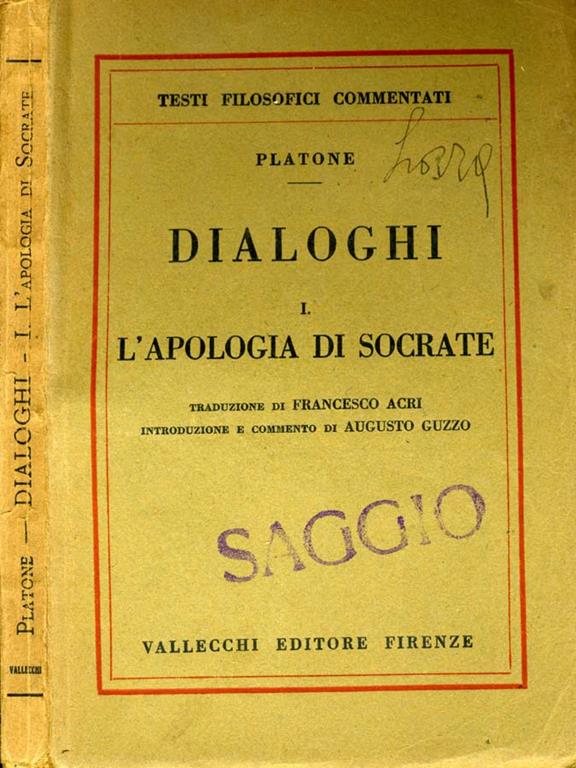 TESTI FILOSOFICI COMMENTATI
PLATONE
DIALOGHI
I.
L'APOLOGIA DI SOCRATE
TRADUZIONE DI FRANCESCO ACRI
INTRODUZIONE E COMMENTO DI AUGUSTO GUZZO
SAGGIO
VALLECCHI EDITORE FIRENZE
PLATONE — DIALOGHI - I. L'APOLOGIA DI SOCRATE
VALLECCHI